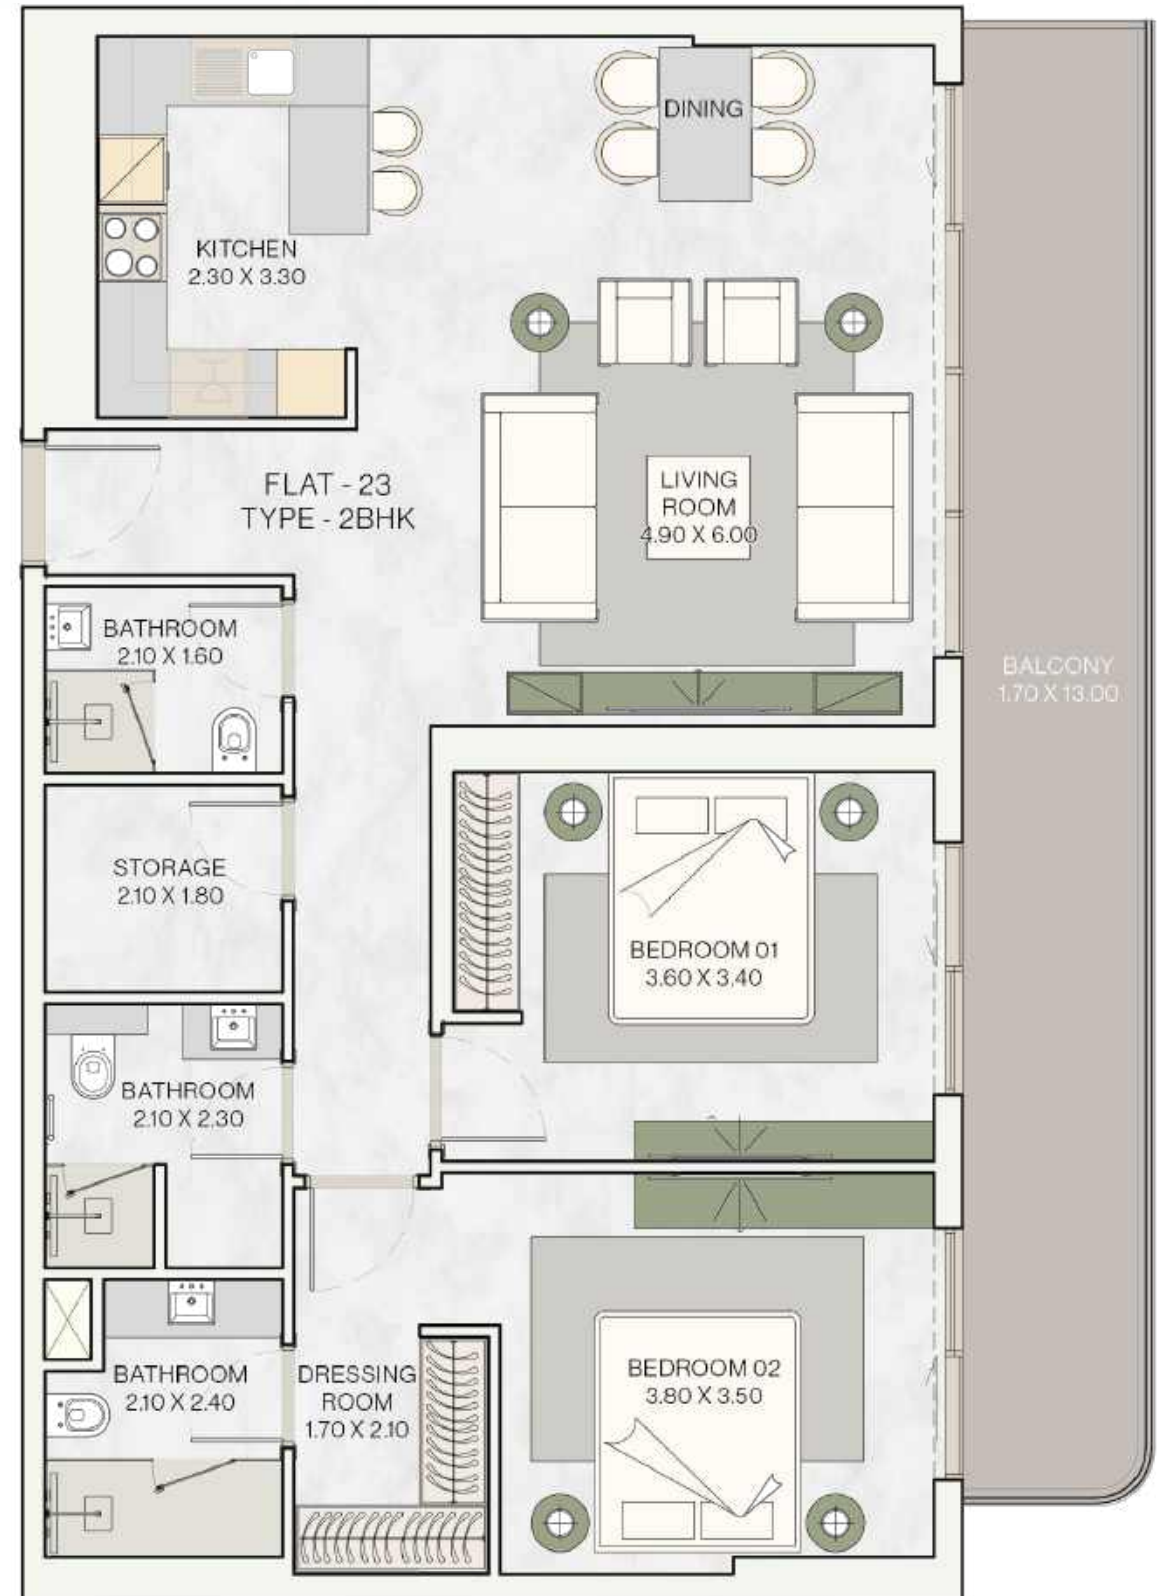 DINING
KITCHEN
2.30 X 3.30
FLAT - 23
TYPE - 2BHK
LIVING
ROOM
4.90 X 6.00
BATHROOM
2.10 X 1.60
BALCONY
1.70 X 13.00
STORAGE
2.10 X 1.80
BEDROOM 01
3.60 X 3.40
BATHROOM
2.10 X 2.30
BATHROOM
2.10 X 2.40
DRESSING
ROOM
1.70 X 2.10
BEDROOM 02
3.80 X 3.50